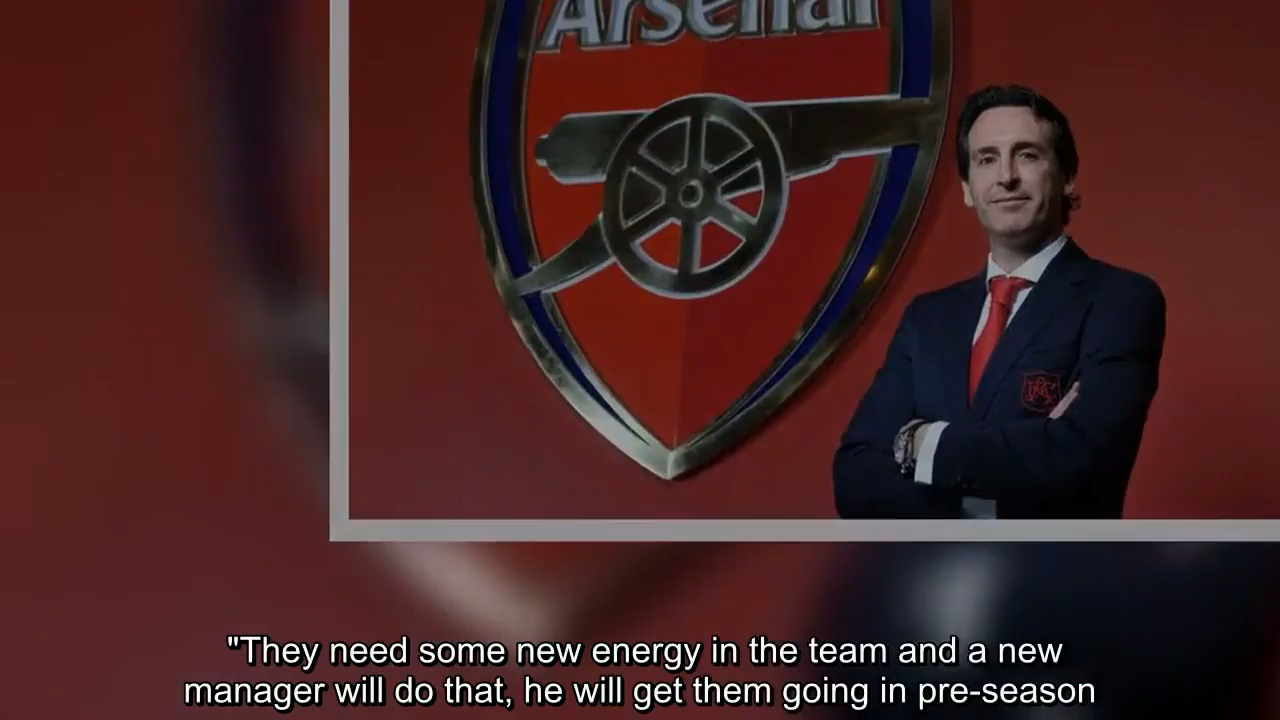 Arsenal
"They need some new energy in the team and a new
manager will do that, he will get them going in pre-season